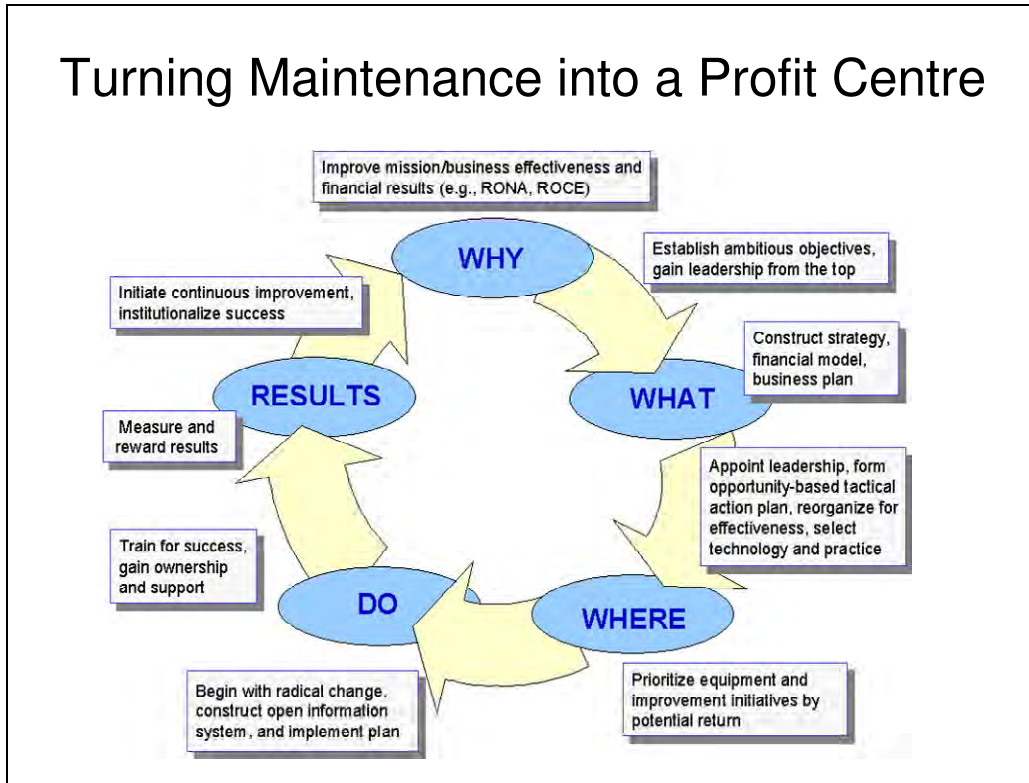 Turning Maintenance into a Profit Centre
Improve mission/business effectiveness and
financial results (e.g., RONA, ROCE)
WHY
Establish ambitious objectives,
gain leadership from the top
Initiate continuous improvement,
institutionalize success
Construct strategy,
financial model,
business plan
RESULTS
WHAT
Measure and
reward results
Appoint leadership, form
opportunity-based tactical
action plan, reorganize for
effectiveness, select
technology and practice
Train for success,
gain ownership
and support
DO
WHERE
Prioritize equipment and
improvement initiatives by
potential return
Begin with radical change.
construct open information
system, and implement plan